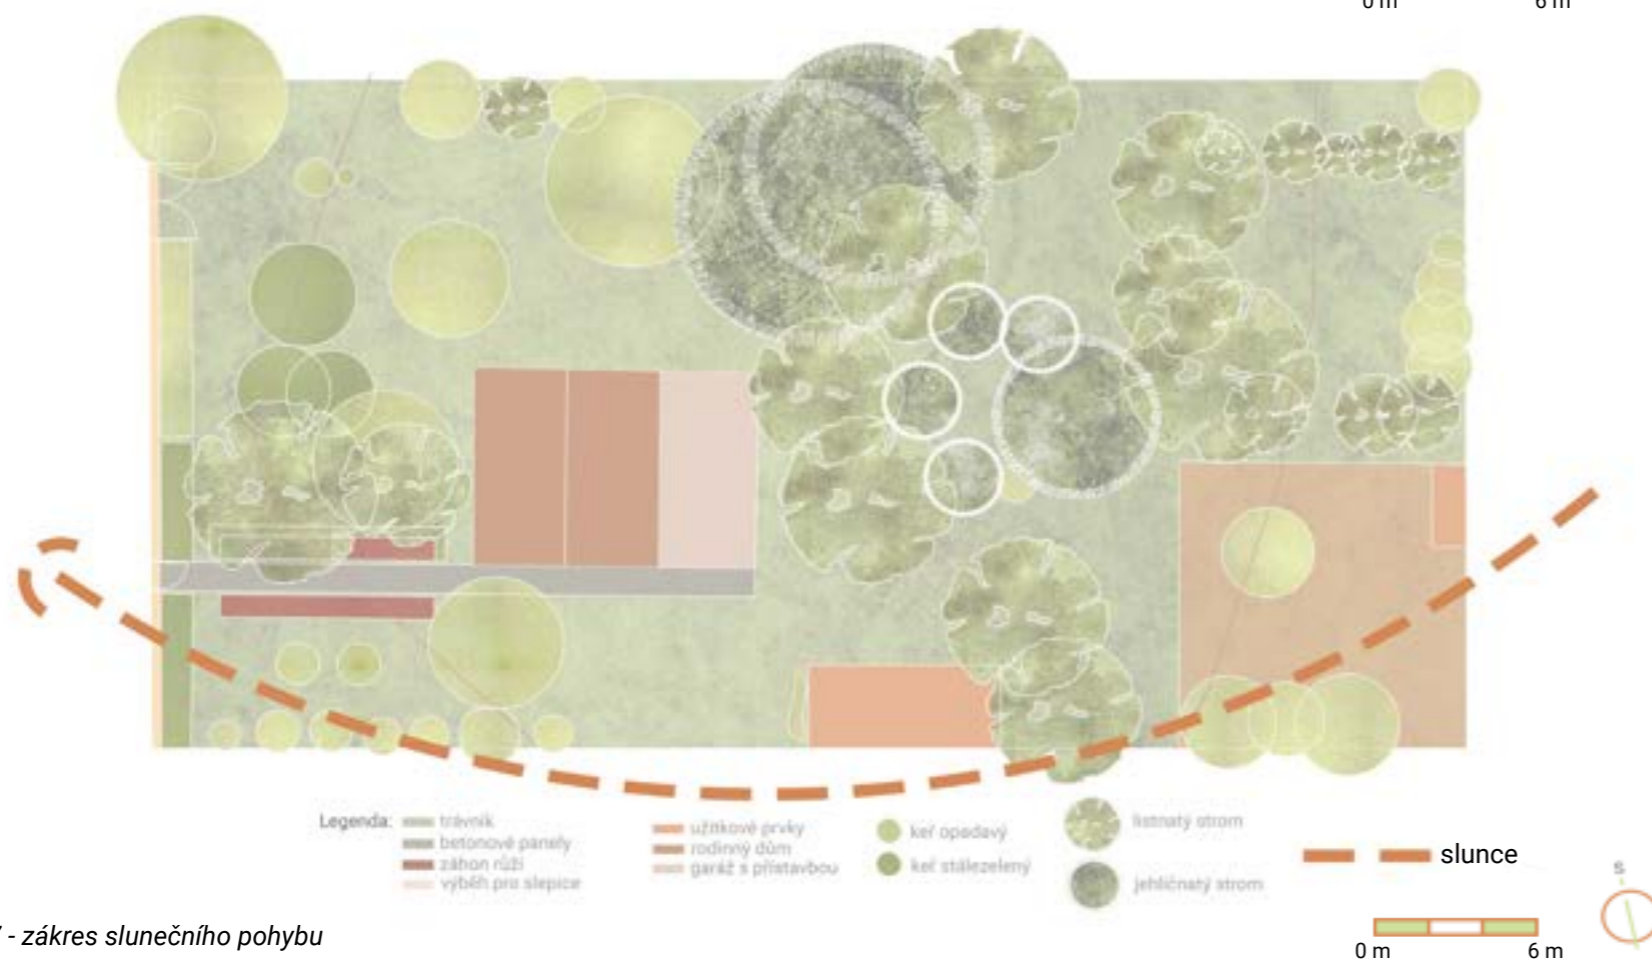 0 m 6 m
Legenda:
trávník
betonové panely
záhon růží
výběh pro slepice
užitkové prvky
rodinný dům
garáž s přístavbou
keř opadavý
keř stálezelený
listnatý strom
jehličnatý strom
slunce
S
0 m 6 m
- zákres slunečního pohybu